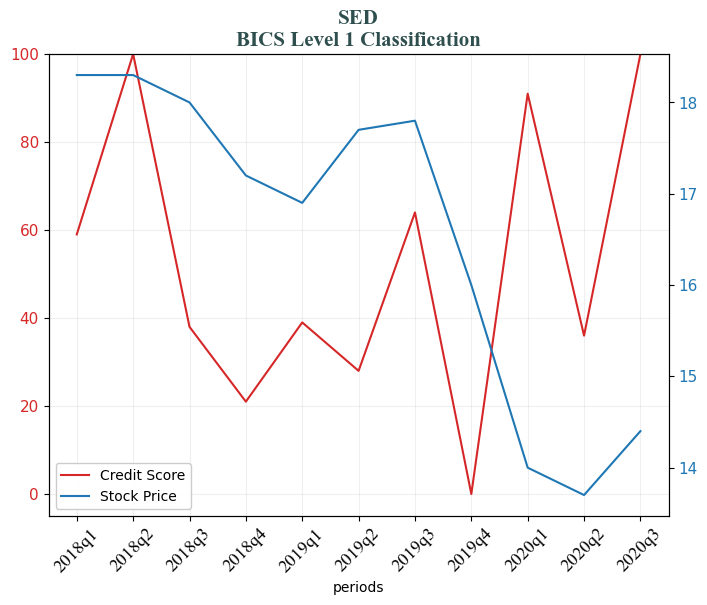 SED
BICS Level 1 Classification
100
80
60
40
20
0
18
17
16
15
14
Credit Score
Stock Price
2018q1
2018q2
2018q3
2018q4
2019q1
2019q2
2019q3
2019q4
2020q1
2020q2
2020q3
periods